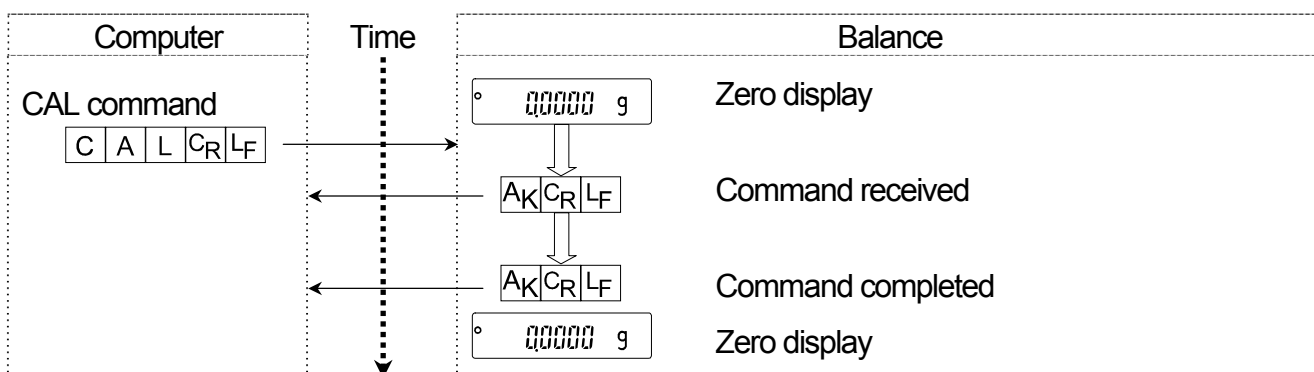 Computer Time Balance
0.0000 g Zero display
CAL command
C A L CR LF
AK CR LF Command received
AK CR LF Command completed
0.0000 g Zero display